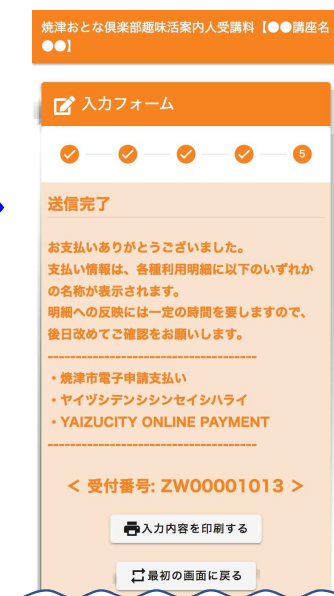 焼津おとな倶楽部趣味活案内人受講料【●●講座名
●●】
入力フォーム
5
送信完了
お支払いありがとうございました。
支払い情報は、各種利用明細に以下のいずれか
の名称が表示されます。
明細への反映には一定の時間を要しますので、
後日改めてご確認をお願いします。
-------------------------------------
・焼津市電子申請支払い
・ヤイヅシデンシシンセイシハライ
・YAIZUCITY ONLINE PAYMENT
-------------------------------------
< 受付番号: ZW00001013 >
入力内容を印刷する
最初の画面に戻る